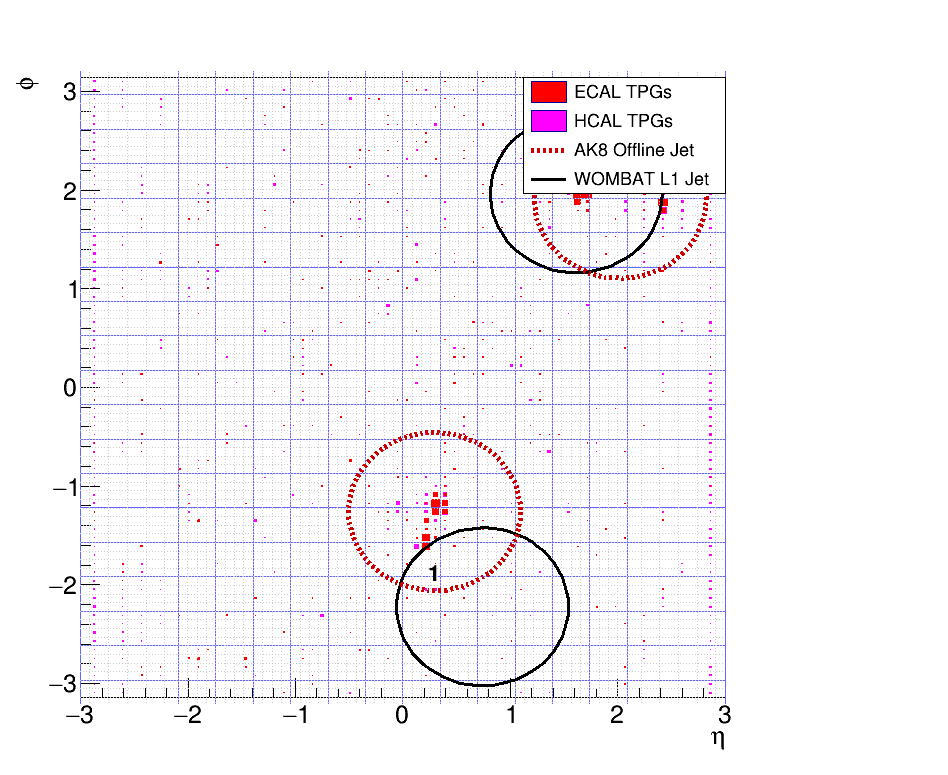 ϕ
3
2
1
0
−1
−2
−3
ECAL TPGs
HCAL TPGs
AK8 Offline Jet
WOMBAT L1 Jet
1
−3 −2 −1 0 1 2 3
η